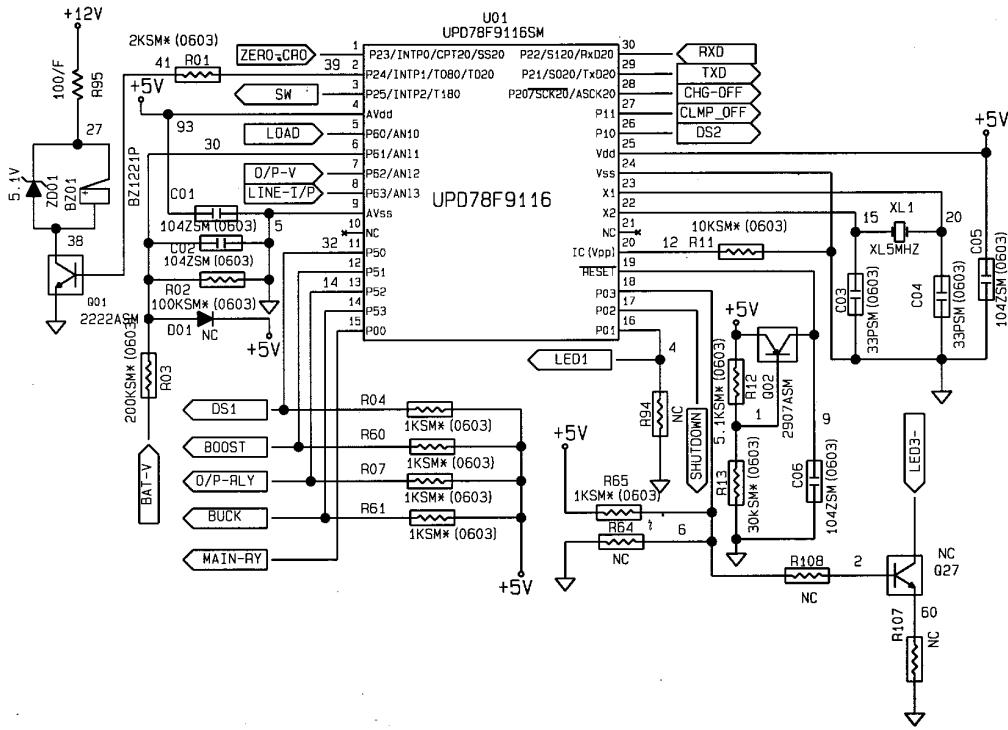 +12V
100/F
R95
27
5.1V
ZD01
BZ01
BZ1221P
38
Q01
2222ASM
2KSM* (0603)
41
R01
39
ZERO-CRO
SW
+5V
93
LOAD
30
O/P-V
LINE-I/P
C01
104ZSM (0603)
5
C02
104ZSM (0603)
R02
100KSM* (0603)
D01
NC
+5V
32
14
200KSM* (0603)
R03
BAT-V
U01
UPD78F9116SM
UPD78F9116
1 P23/INTP0/CPT20/SS20
2 P24/INTP1/TO80/TO20
3 P25/INTP2/T180
4 AVdd
5 P60/AN10
6 P61/ANI1
7 P62/ANI2
8 P63/ANI3
9 AVss
10 NC
11 P50
12 P51
13 P52
14 P53
15 P00
P22/S120/RxD20 30
P21/SO20/TxD20 29
P20/SCK20/ASCK20 28
P11 27
P10 26
Vdd 25
Vss 24
X1 23
X2 22
NC 21
IC(Vpp) 20
RESET 19
P03 18
P02 17
P01 16
RXD
TXD
CHG-OFF
CLMP_OFF
DS2
+5V
10KSM* (0603)
12
R11
15
XL1
20
XL5MHZ
C03
33PSM (0603)
C04
33PSM (0603)
C05
104ZSM (0603)
LED1
4
R94
NC
SHUTDOWN
+5V
5.1KSM* (0603)
R12
Q02
2907ASM
1
9
R13
30kSM* (0603)
C06
104ZSM (0603)
LED3-
DS1
R04
1KSM* (0603)
BOOST
R60
1KSM* (0603)
O/P-RLY
R07
1KSM* (0603)
BUCK
R61
1KSM* (0603)
MAIN-RY
+5V
+5V
R65
1KSM* (0603)
R64
6
NC
R108
2
NC
NC
Q27
60
R107
NC